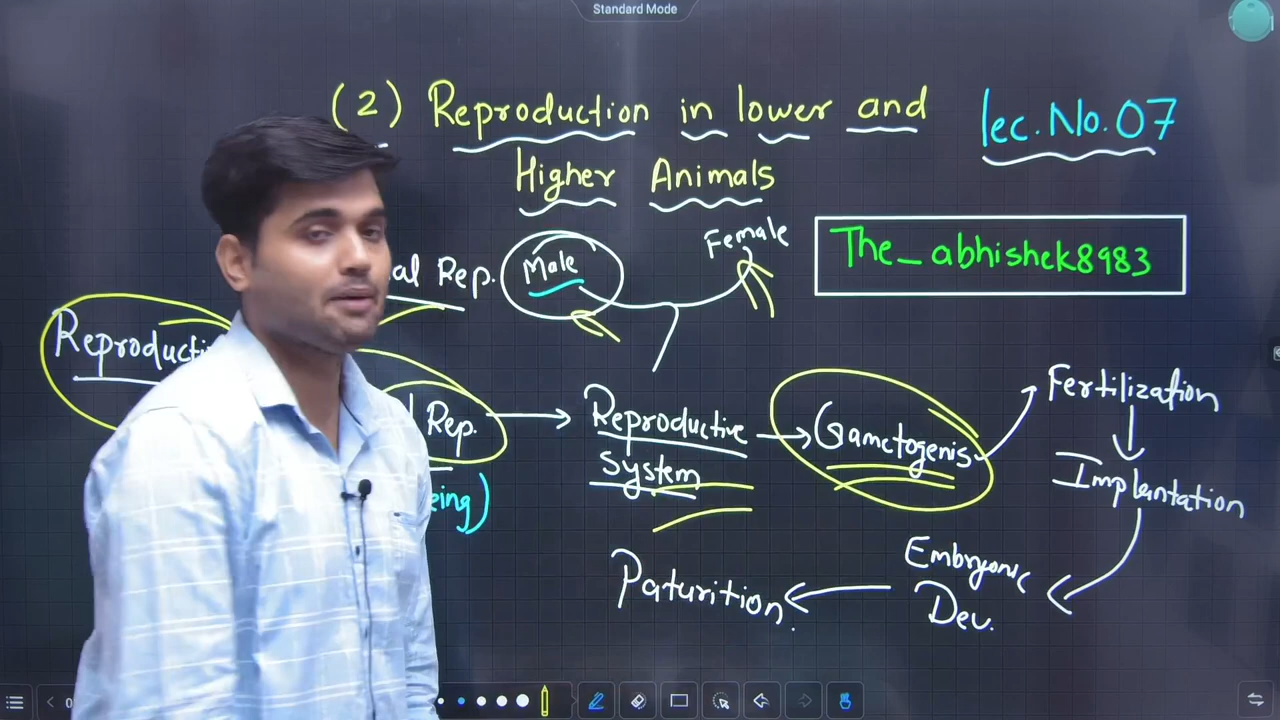 Standard Mode
(2) Reproduction in lower and
Higher Animals
lec. No. 07
The_abhishek8983
al Rep.
Male
Female
Reproducti
Rep.
eing)
Reproductive
System
Gametogenis
Fertilization
Implantation
Embryonic
Dev.
Paturition
0